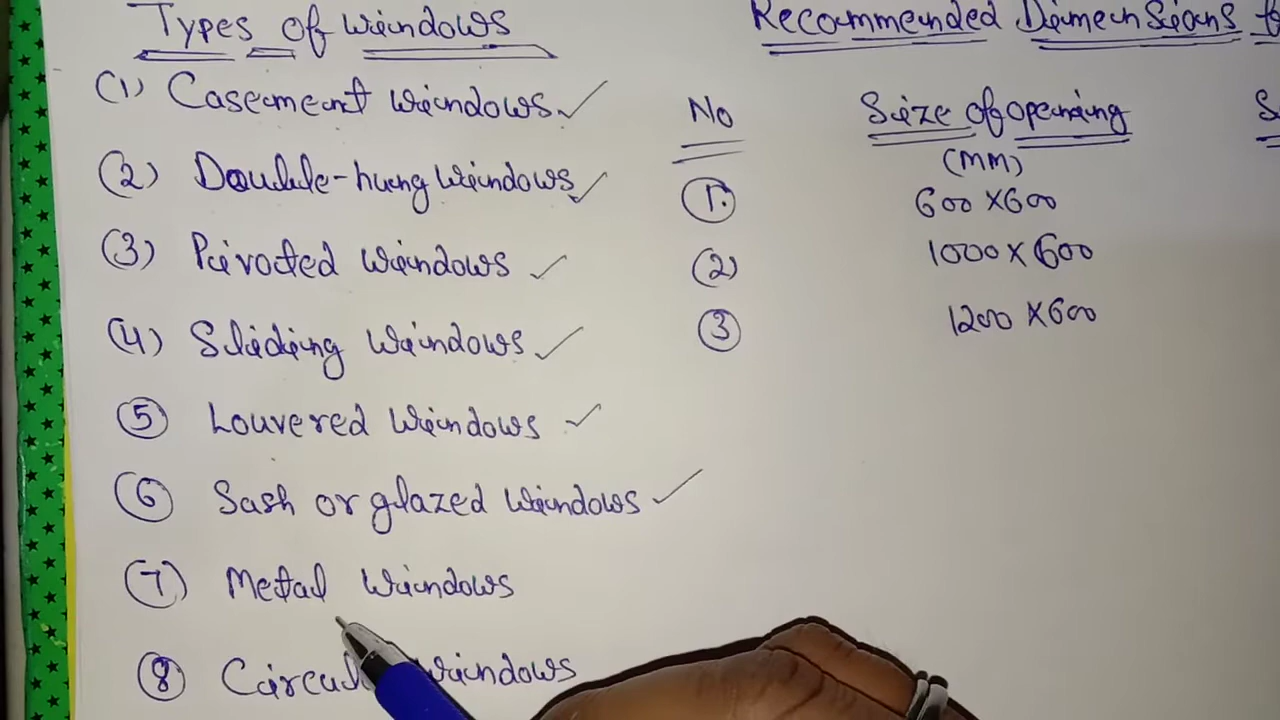 Types of Windows
(1) Casement Windows
(2) Double-hung Windows
(3) Pivoted Windows
(4) Sliding Windows
(5) Louvered Windows
(6) Sash or glazed Windows
(7) Metal Windows
(8) Windows
Recommended Dimensions
No
Size of opening
(MM)
1. 600 x 600
(2) 1000 x 600
3 1200 x 600